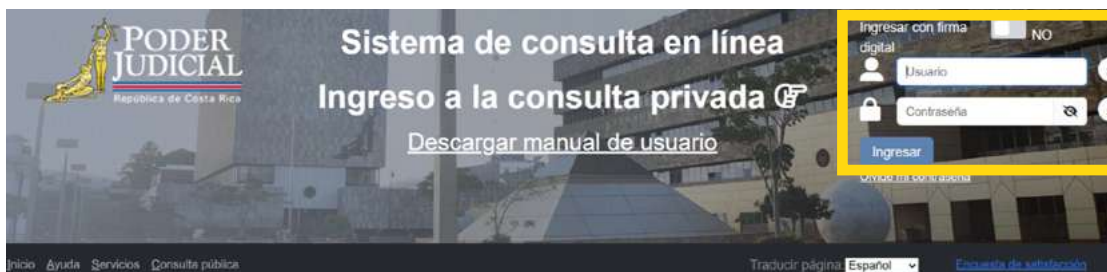 PODER
JUDICIAL
República de Costa Rica
Sistema de consulta en línea
Ingreso a la consulta privada
Descargar manual de usuario
Ingresar con firma
digital
NO
Usuario
Contraseña
Ingresar
Olvidé mi contraseña
Inicio Ayuda Servicios Consulta pública
Traducir página: Español
Encuesta de satisfacción